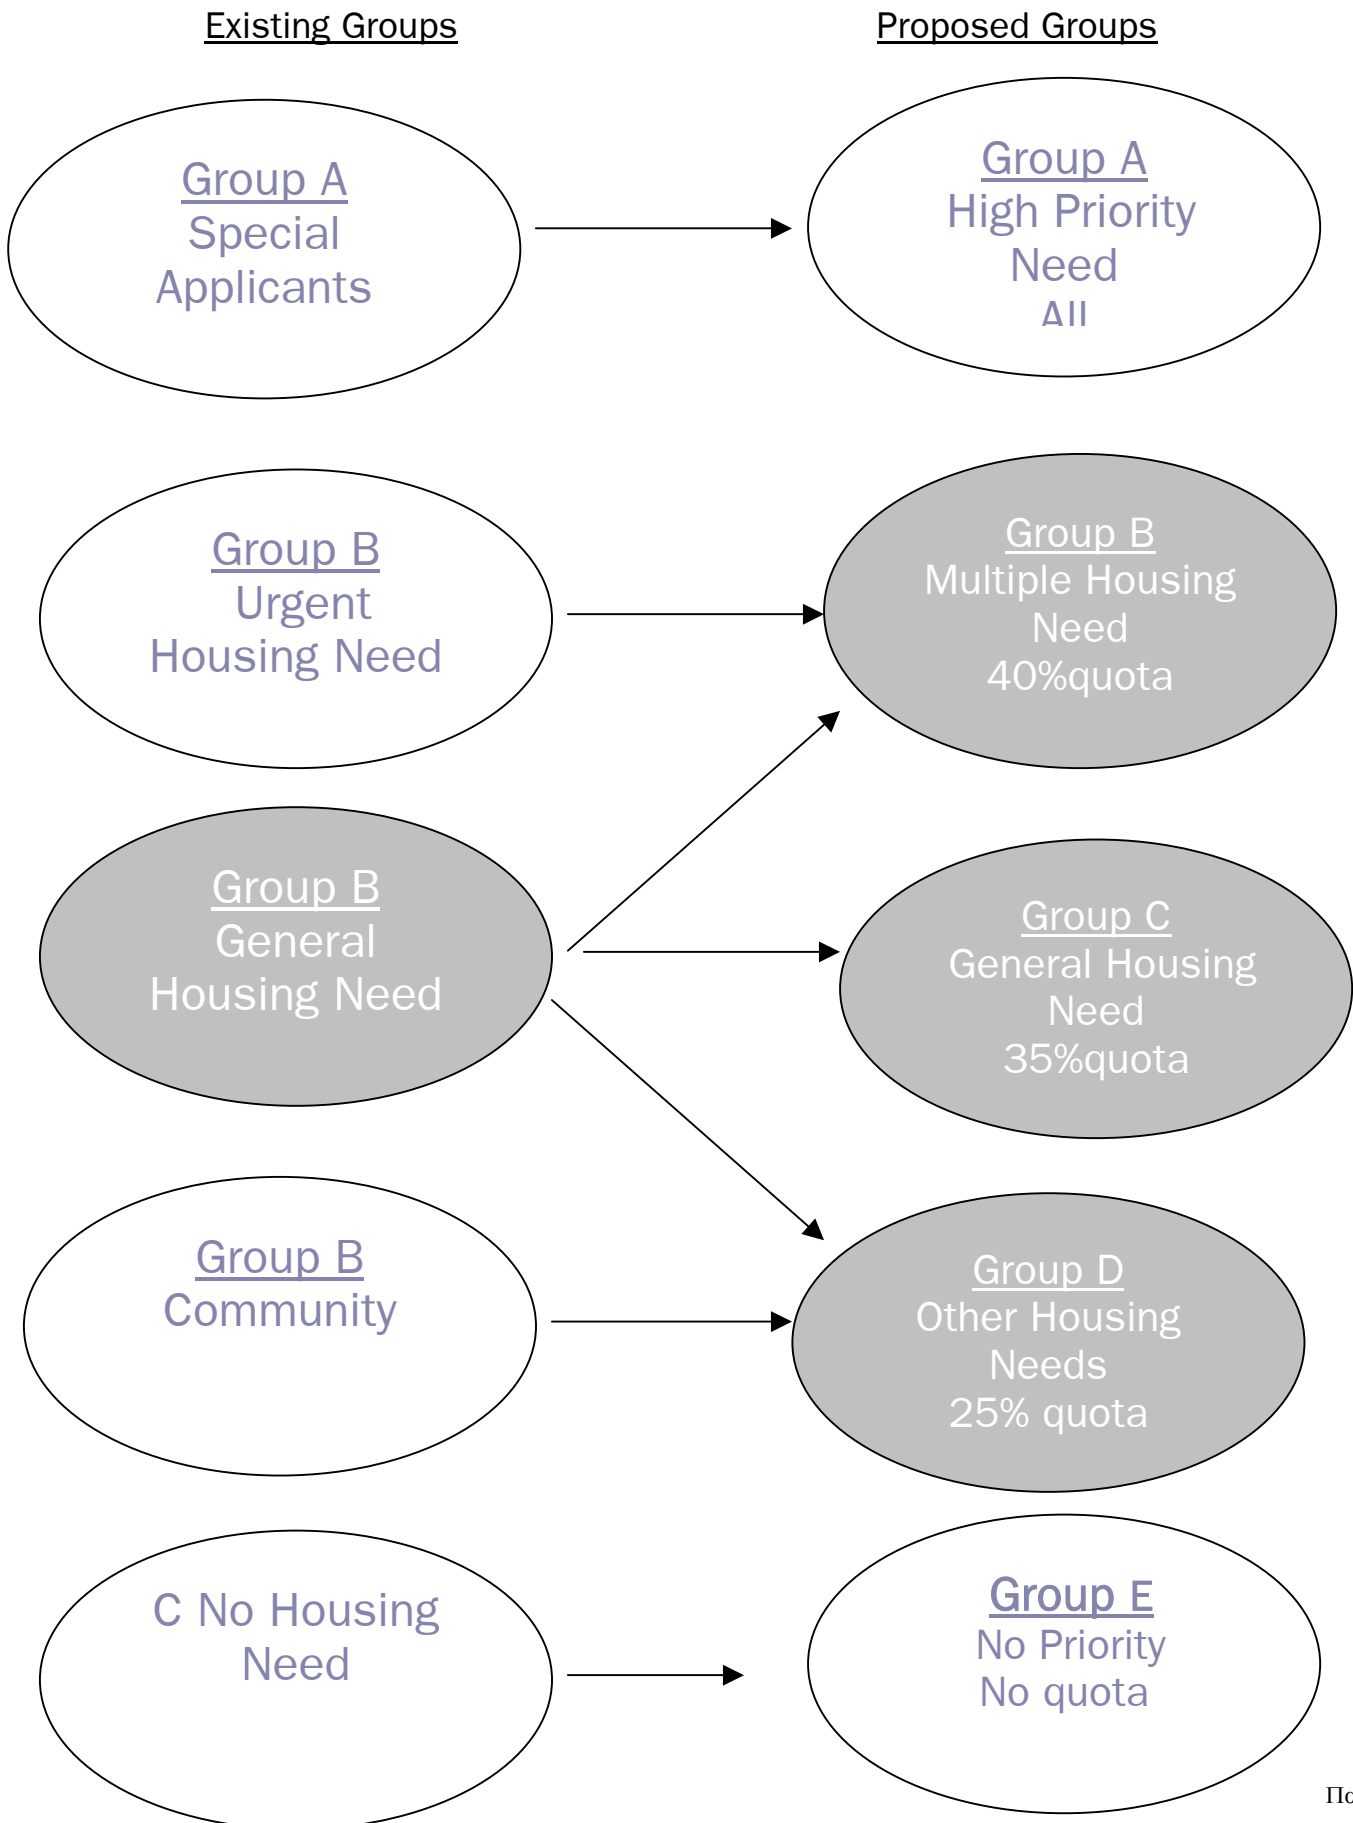 Existing Groups
Proposed Groups
Group A
Special
Applicants
Group A
High Priority
Need
All
Group B
Urgent
Housing Need
Group B
Multiple Housing
Need
40%quota
Group B
General
Housing Need
Group C
General Housing
Need
35%quota
Group B
Community
Group D
Other Housing
Needs
25% quota
C No Housing
Need
Group E
No Priority
No quota
По